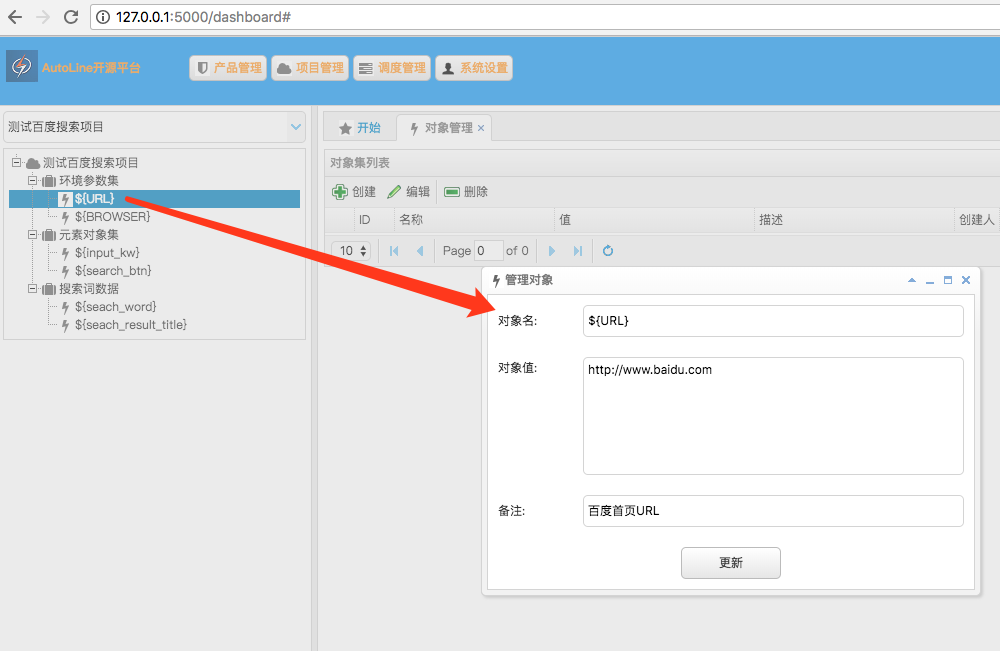 127.0.0.1:5000/dashboard#
AutoLine开源平台 产品管理 项目管理 调度管理 系统设置
测试百度搜索项目
测试百度搜索项目
环境参数集
${URL}
${BROWSER}
元素对象集
${input_kw}
${search_btn}
搜索词数据
${seach_word}
${seach_result_title}
开始 对象管理 ×
对象集列表
创建 编辑 删除
ID 名称 值 描述 创建人
10 Page 0 of 0
管理对象
对象名: ${URL}
对象值: http://www.baidu.com
备注: 百度首页URL
更新